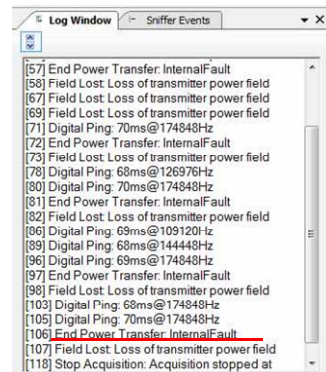 Log Window
Sniffer Events
[57] End Power Transfer: InternalFault
[58] Field Lost: Loss of transmitter power field
[67] Field Lost: Loss of transmitter power field
[69] Field Lost: Loss of transmitter power field
[71] Digital Ping: 70ms@174848Hz
[72] End Power Transfer: InternalFault
[73] Field Lost: Loss of transmitter power field
[78] Digital Ping: 68ms@126976Hz
[80] Digital Ping: 70ms@174848Hz
[81] End Power Transfer: InternalFault
[82] Field Lost: Loss of transmitter power field
[86] Digital Ping: 69ms@109120Hz
[89] Digital Ping: 68ms@144448Hz
[96] Digital Ping: 69ms@174848Hz
[97] End Power Transfer: InternalFault
[98] Field Lost: Loss of transmitter power field
[103] Digital Ping: 68ms@174848Hz
[105] Digital Ping: 70ms@174848Hz
[106] End Power Transfer: InternalFault
[107] Field Lost: Loss of transmitter power field
[118] Stop Acquisition: Acquisition stopped at